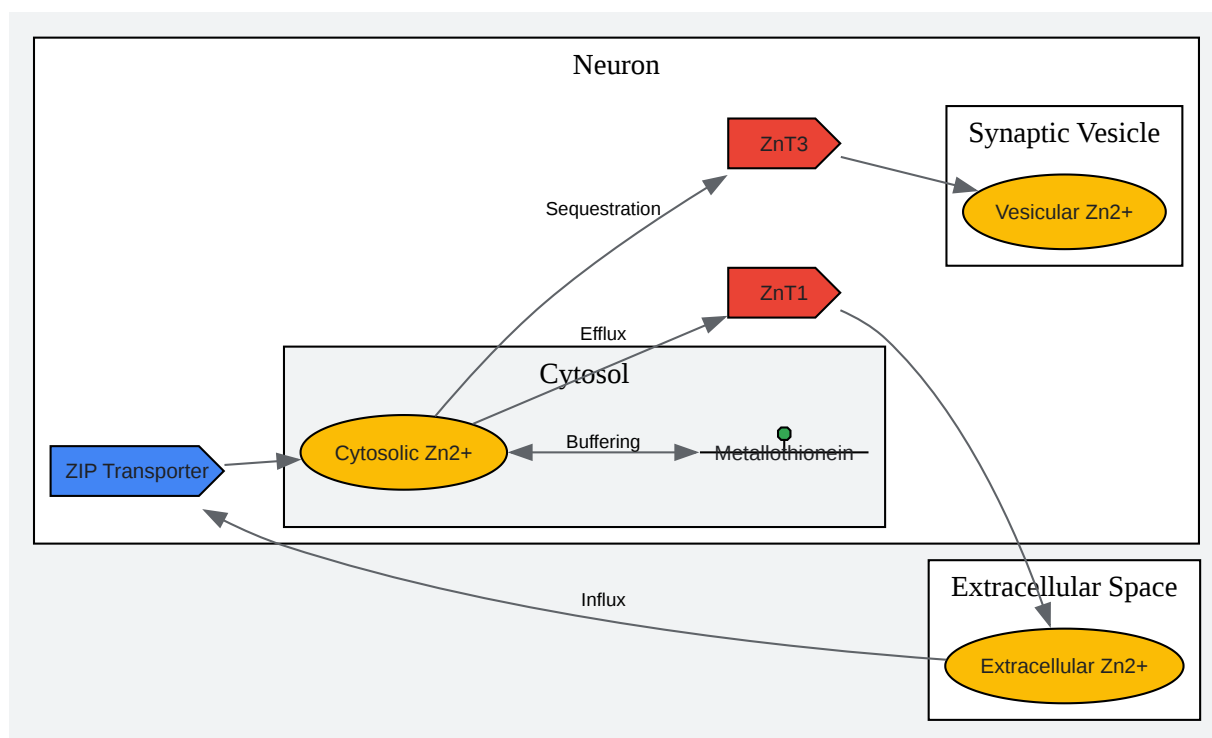 Neuron
Synaptic Vesicle
ZnT3
Vesicular Zn2+
Sequestration
ZnT1
Efflux
Cytosol
Cytosolic Zn2+
Buffering
Metallothionein
ZIP Transporter
Extracellular Space
Influx
Extracellular Zn2+